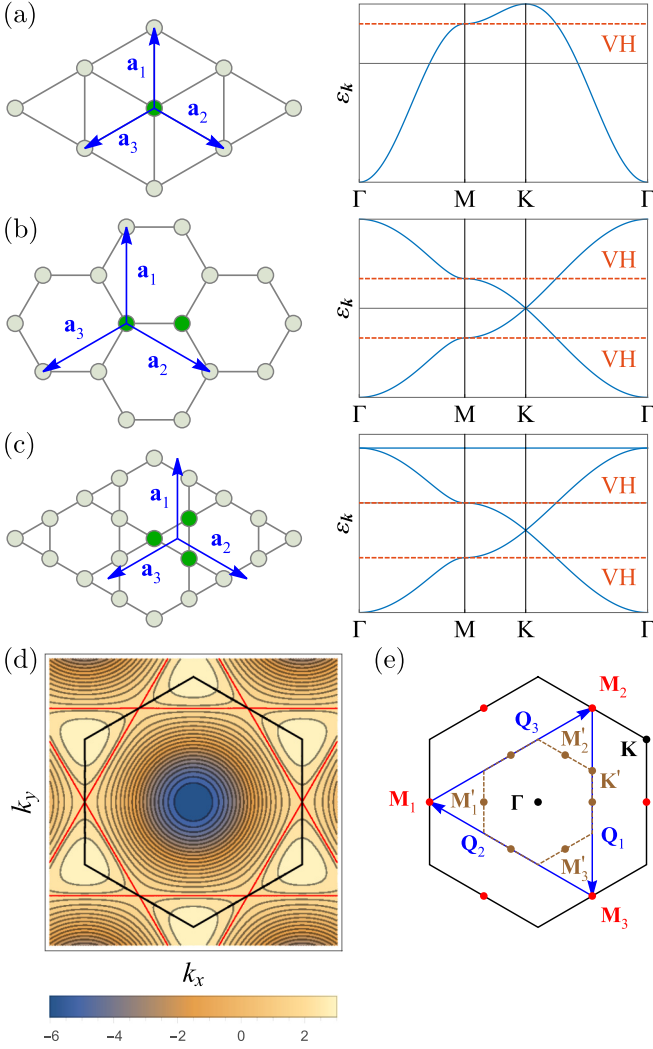 (a)
a1
a2
a3
εk
VH
Γ M K Γ
(b)
a1
a3
a2
εk
VH
VH
Γ M K Γ
(c)
a1
a2
a3
εk
VH
VH
Γ M K Γ
(d)
ky
kx
−6 −4 −2 0 2
(e)
M2
Q3
M′2
K
K′
M1
M′1
Γ
Q2
Q1
M′3
M3